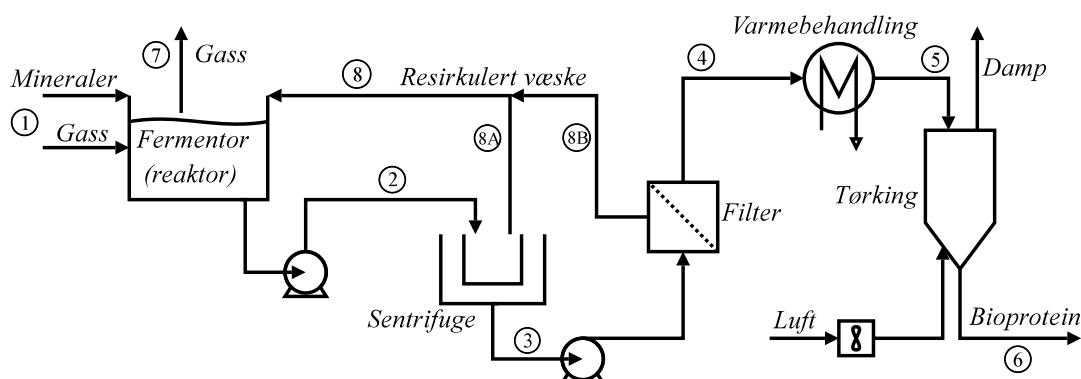 Varmebehandling
7
Gass
Mineraler
8
Resirkulert væske
4
5
Damp
1
Gass
Fermentor
(reaktor)
8A
8B
2
Filter
Tørking
Sentrifuge
3
Luft
Bioprotein
6